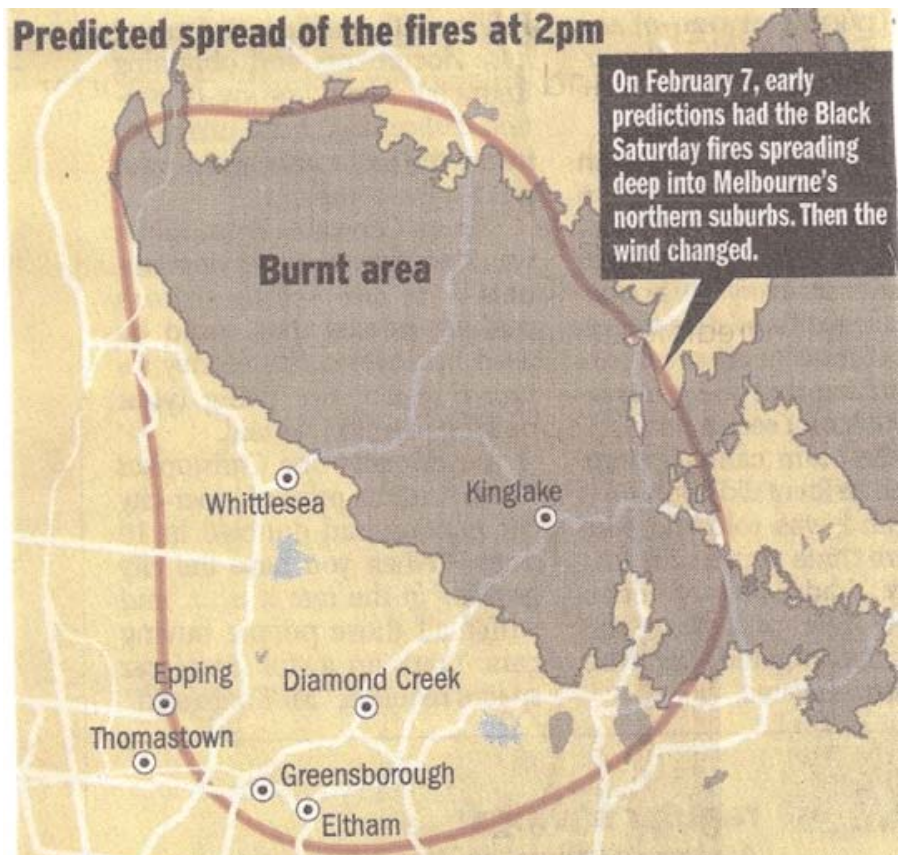 Predicted spread of the fires at 2pm
On February 7, early
predictions had the Black
Saturday fires spreading
deep into Melbourne's
northern suburbs. Then the
wind changed.
Burnt area
Whittlesea
Kinglake
Epping
Diamond Creek
Thomastown
Greensborough
Eltham